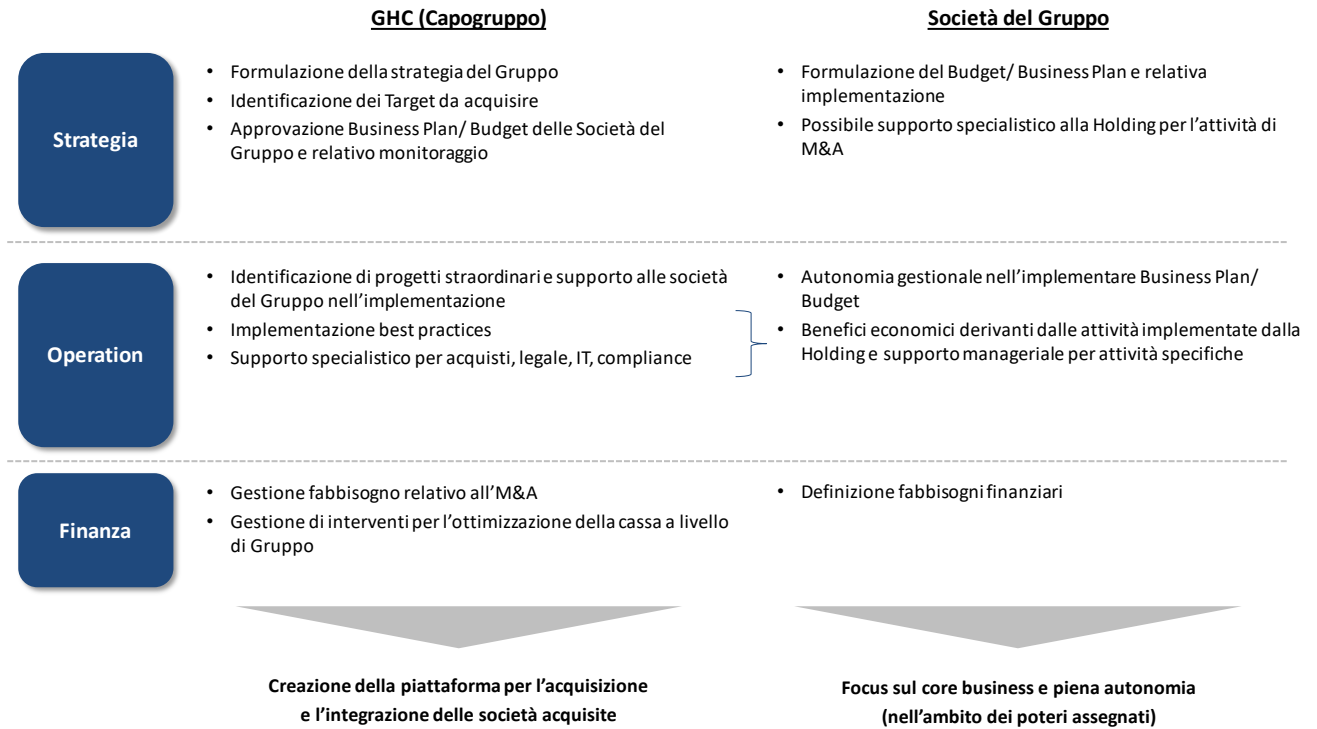 GHC (Capogruppo)
Società del Gruppo
Strategia
• Formulazione della strategia del Gruppo
• Identificazione dei Target da acquisire
• Approvazione Business Plan/ Budget delle Società del
Gruppo e relativo monitoraggio
• Formulazione del Budget/ Business Plan e relativa
implementazione
• Possibile supporto specialistico alla Holding per l'attività di
M&A
Operation
• Identificazione di progetti straordinari e supporto alle società
del Gruppo nell'implementazione
• Implementazione best practices
• Supporto specialistico per acquisti, legale, IT, compliance
• Autonomia gestionale nell'implementare Business Plan/
Budget
• Benefici economici derivanti dalle attività implementate dalla
Holding e supporto manageriale per attività specifiche
Finanza
• Gestione fabbisogno relativo all'M&A
• Gestione di interventi per l'ottimizzazione della cassa a livello
di Gruppo
• Definizione fabbisogni finanziari
Creazione della piattaforma per l'acquisizione
e l'integrazione delle società acquisite
Focus sul core business e piena autonomia
(nell'ambito dei poteri assegnati)